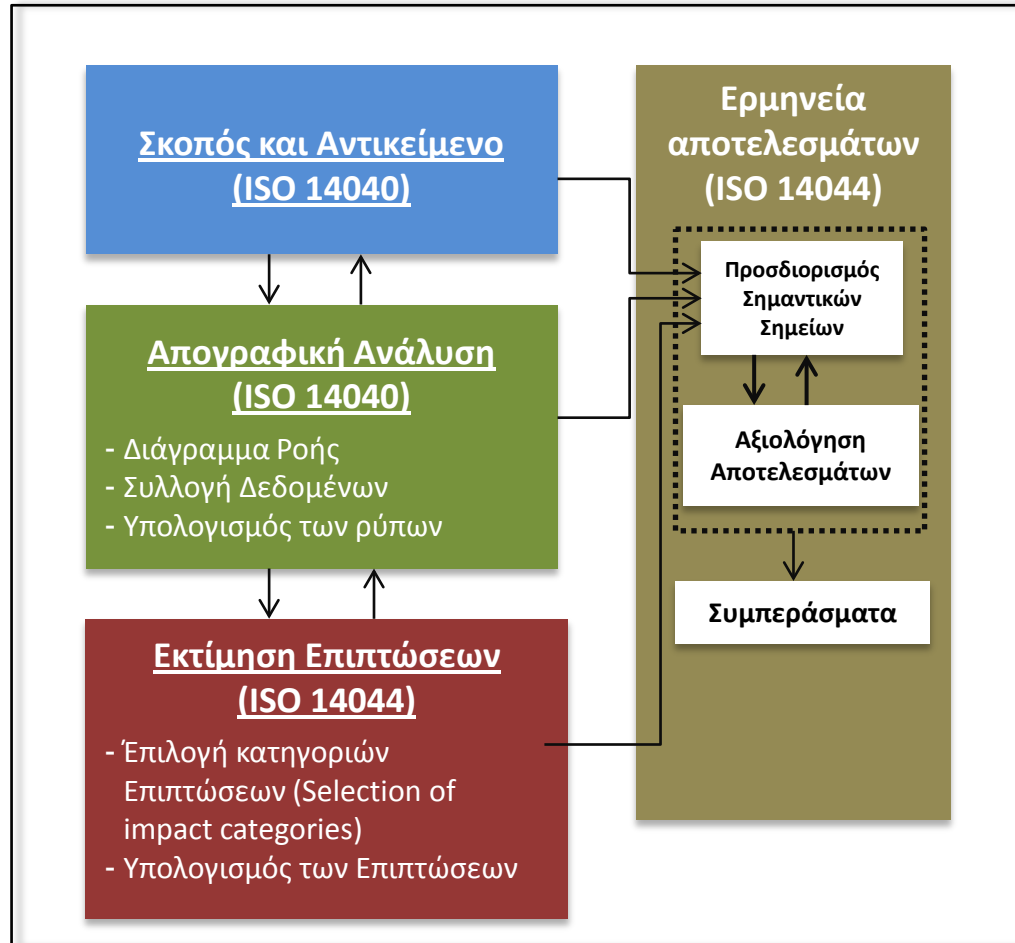 Σκοπός και Αντικείμενο
(ISO 14040)
Απογραφική Ανάλυση
(ISO 14040)
- Διάγραμμα Ροής
- Συλλογή Δεδομένων
- Υπολογισμός των ρύπων
Εκτίμηση Επιπτώσεων
(ISO 14044)
- Έπιλογή κατηγοριών
Επιπτώσεων (Selection of
impact categories)
- Υπολογισμός των Επιπτώσεων
Ερμηνεία
αποτελεσμάτων
(ISO 14044)
Προσδιορισμός
Σημαντικών
Σημείων
Αξιολόγηση
Αποτελεσμάτων
Συμπεράσματα